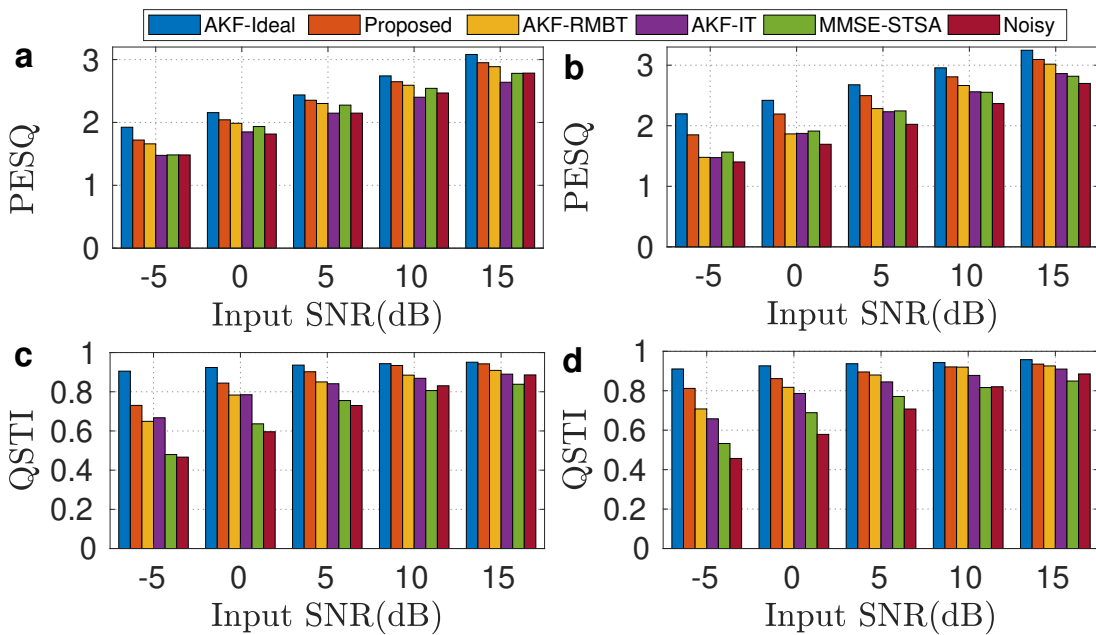 AKF-Ideal Proposed AKF-RMBT AKF-IT MMSE-STSA Noisy
a
PESQ
3
2
1
0
-5 0 5 10 15
Input SNR(dB)
b
PESQ
3
2
1
0
-5 0 5 10 15
Input SNR(dB)
c
QSTI
1
0.8
0.6
0.4
0.2
0
-5 0 5 10 15
Input SNR(dB)
d
QSTI
1
0.8
0.6
0.4
0.2
0
-5 0 5 10 15
Input SNR(dB)